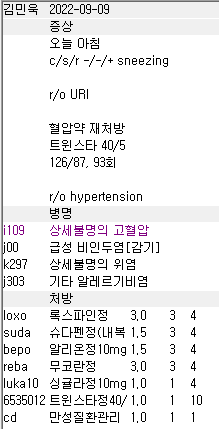 김민욱 2022-09-09
증상
오늘 아침
c/s/r -/-/+ sneezing
r/o URI
혈압약 재처방
트윈스타 40/5
126/87, 93회
r/o hypertension
병명
i109 상세불명의 고혈압
j00 급성 비인두염[감기]
k297 상세불명의 위염
j303 기타 알레르기비염
처방
loxo 록스파인정 3,0 3 4
suda 슈다펜정(내복 1,5 3 4
bepo 알리온정10mg 1,5 3 4
reba 무코란정 3,0 3 4
luka10 싱귤라정10mg 1,0 1 4
6535012 트윈스타정40/ 1,0 1 10
cd 만성질환관리 1,0 1 1